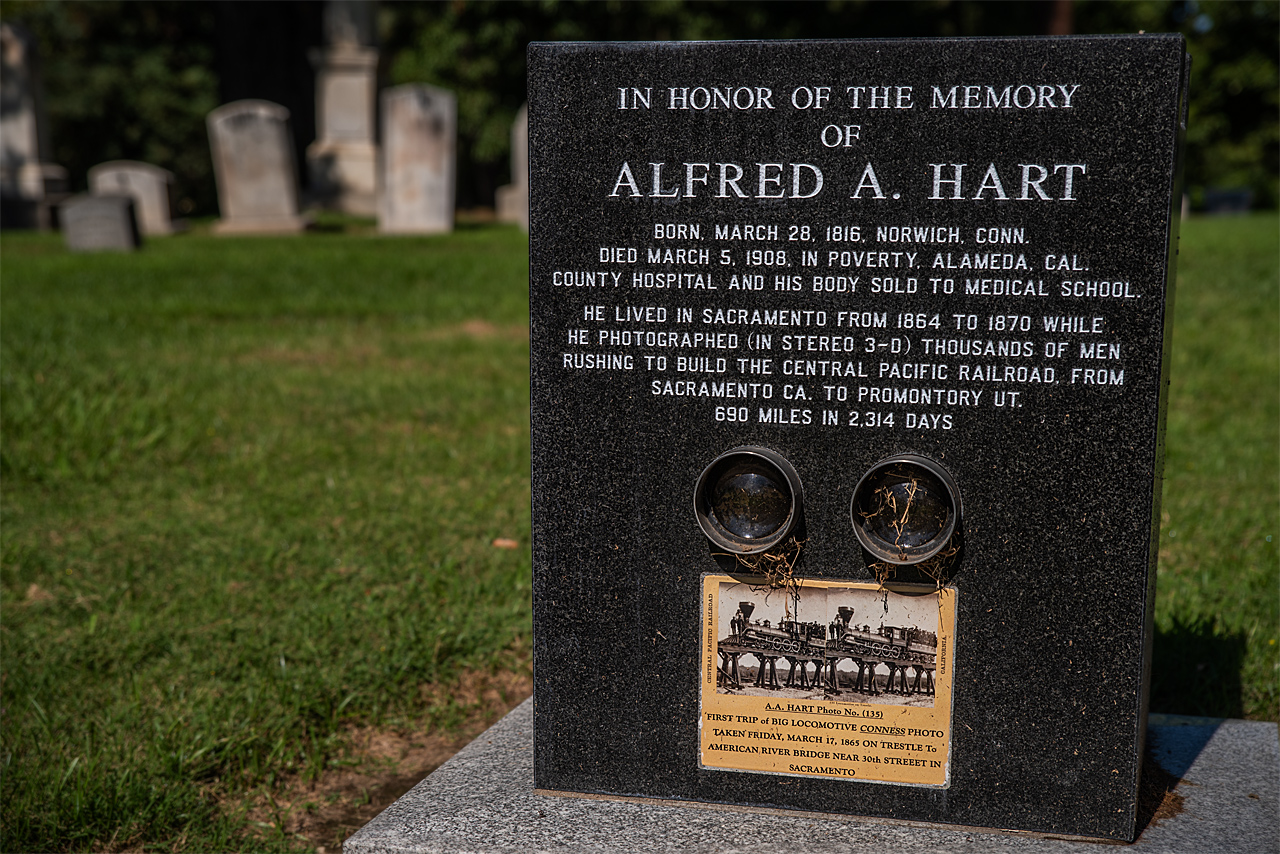 IN HONOR OF THE MEMORY
OF
ALFRED A. HART
BORN, MARCH 28, 1816, NORWICH, CONN.
DIED MARCH 5, 1908, IN POVERTY, ALAMEDA, CAL.
COUNTY HOSPITAL AND HIS BODY SOLD TO MEDICAL SCHOOL.
HE LIVED IN SACRAMENTO FROM 1864 TO 1870 WHILE
HE PHOTOGRAPHED (IN STEREO 3-D) THOUSANDS OF MEN
RUSHING TO BUILD THE CENTRAL PACIFIC RAILROAD, FROM
SACRAMENTO CA. TO PROMONTORY UT.
690 MILES IN 2,314 DAYS
CENTRAL PACIFIC RAILROAD
CALIFORNIA.
A.A. HART Photo No. (135)
FIRST TRIP of BIG LOCOMOTIVE CONNESS PHOTO
TAKEN FRIDAY, MARCH 17, 1865 ON TRESTLE To
AMERICAN RIVER BRIDGE NEAR 30th STREEET IN
SACRAMENTO